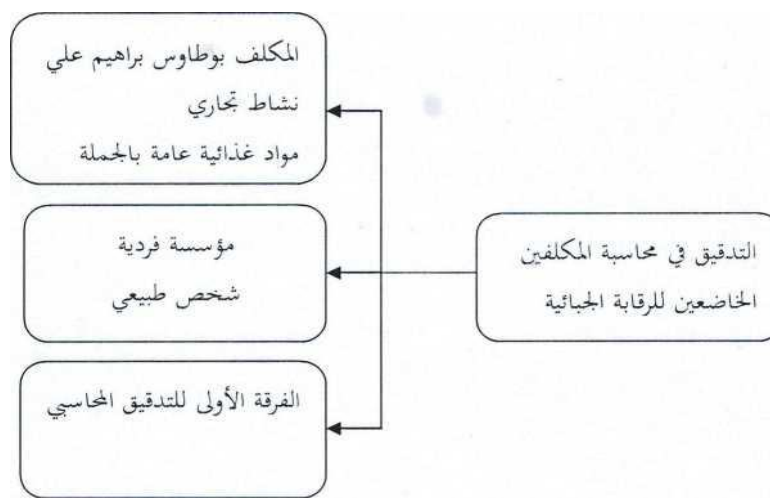 المكلف بوطاوس براهيم علي
نشاط تجاري
مواد غذائية عامة بالجملة
مؤسسة فردية
شخص طبيعي
التدقيق في محاسبة المكلفين
الخاضعين للرقابة الجبائية
الفرقة الأولى للتدقيق المحاسبي